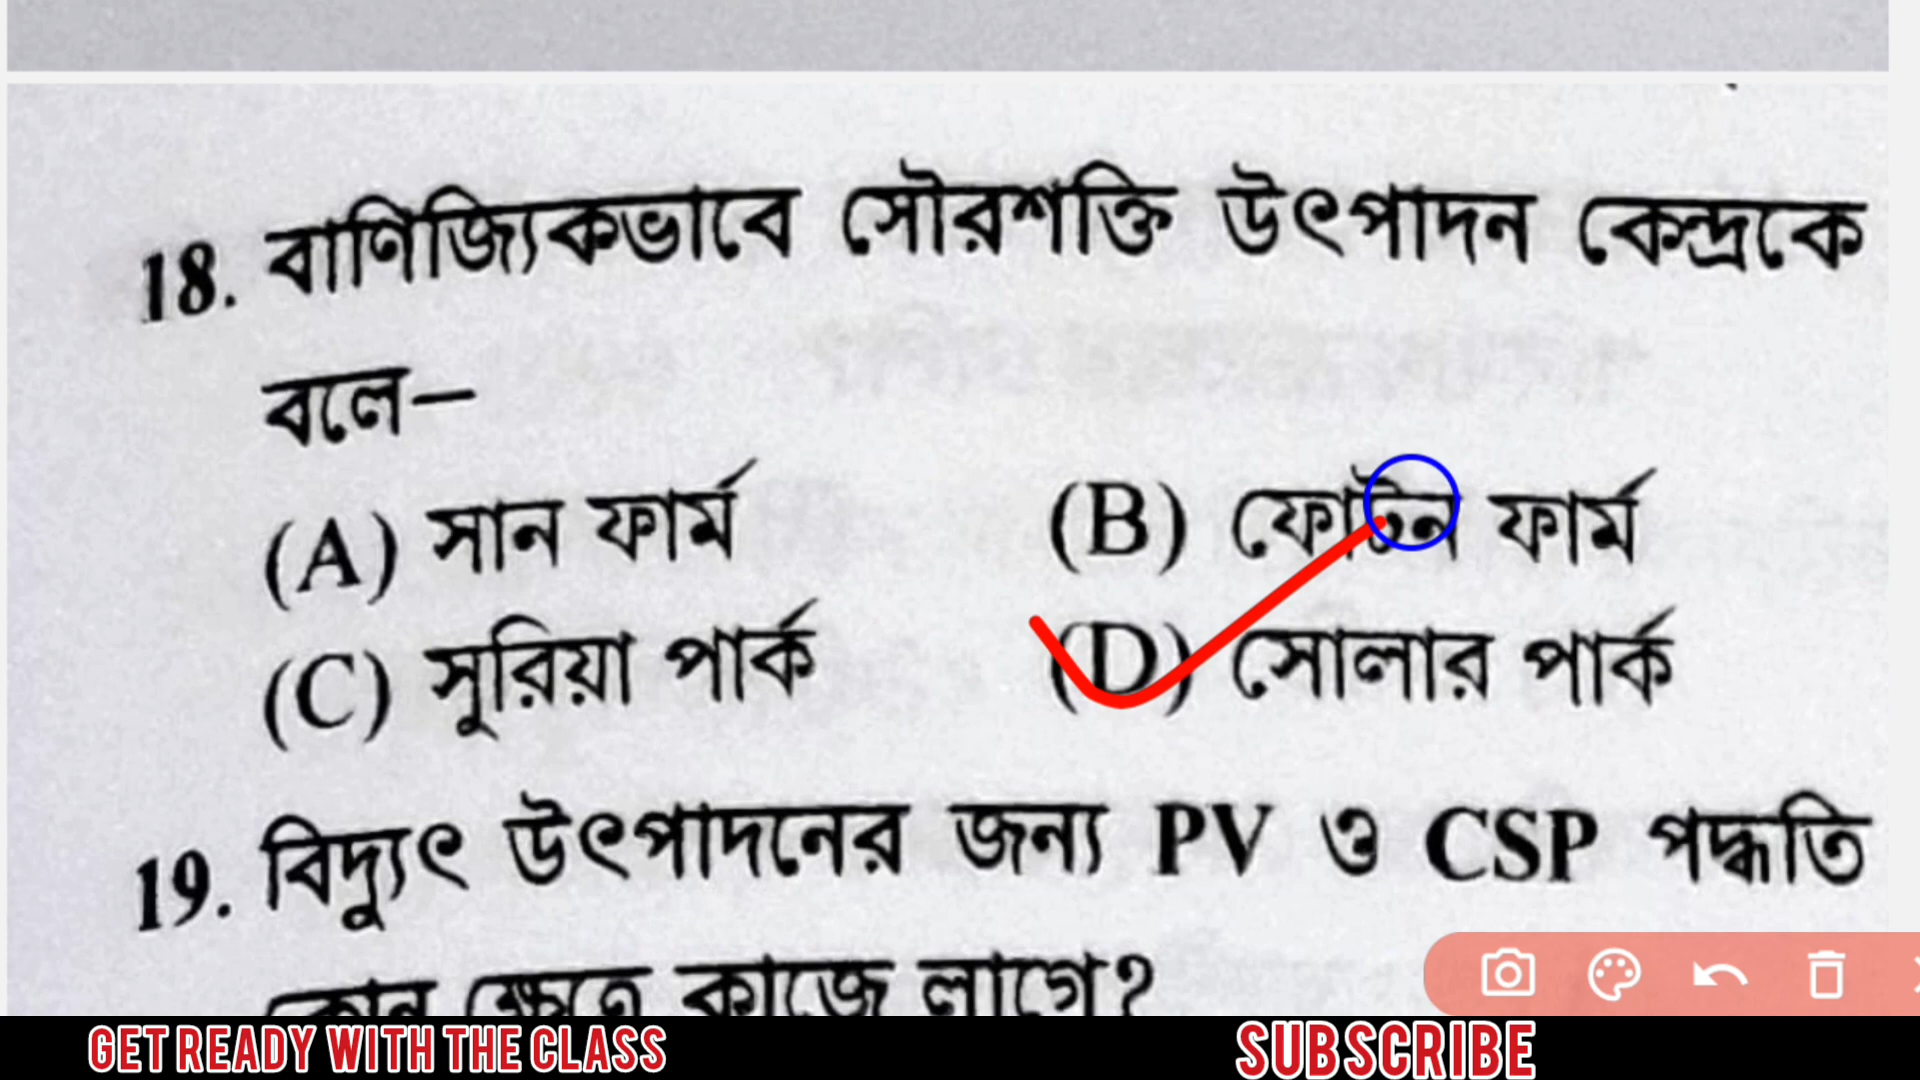 18. বাণিজ্যিকভাবে সৌরশক্তি উৎপাদন কেন্দ্রকে
বলে—
(A) সান ফার্ম (B) ফোটন ফার্ম
(C) সুরিয়া পার্ক (D) সোলার পার্ক
19. বিদ্যুৎ উৎপাদনের জন্য PV ও CSP পদ্ধতি
কোন ক্ষেত্রে কাজে লাগে?
GET READY WITH THE CLASS SUBSCRIBE